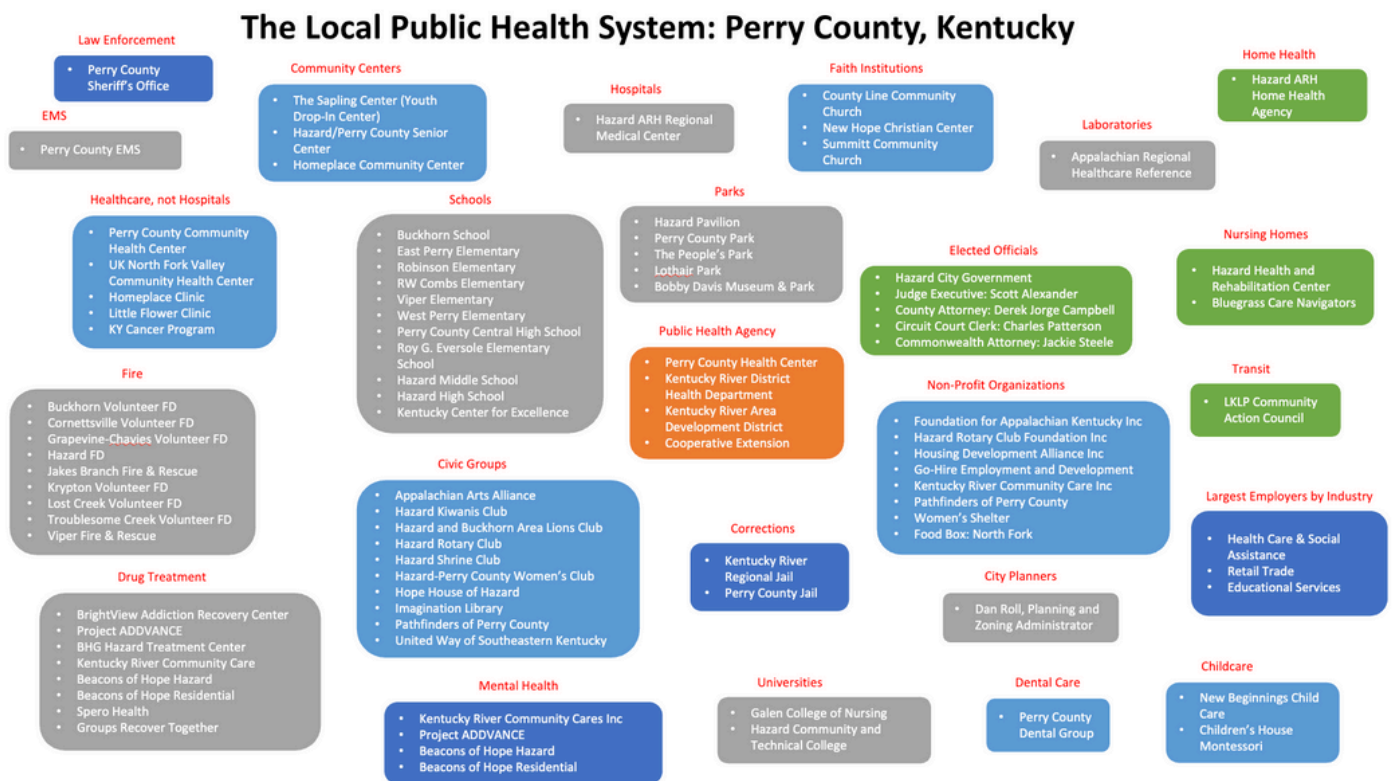 The Local Public Health System: Perry County, Kentucky
Law Enforcement
• Perry County
Sheriff's Office
EMS
• Perry County EMS
Community Centers
• The Sapling Center (Youth
Drop-In Center)
• Hazard/Perry County Senior
Center
• Homeplace Community Center
Hospitals
• Hazard ARH Regional
Medical Center
Faith Institutions
• County Line Community
Church
• New Hope Christian Center
• Summitt Community
Church
Laboratories
• Appalachian Regional
Healthcare Reference
Home Health
• Hazard ARH
Home Health
Agency
Healthcare, not Hospitals
• Perry County Community
Health Center
• UK North Fork Valley
Community Health Center
• Homeplace Clinic
• Little Flower Clinic
• KY Cancer Program
Schools
• Buckhorn School
• East Perry Elementary
• Robinson Elementary
• RW Combs Elementary
• Viper Elementary
• West Perry Elementary
• Perry County Central High School
• Roy G. Eversole Elementary
School
• Hazard Middle School
• Hazard High School
• Kentucky Center for Excellence
Parks
• Hazard Pavilion
• Perry County Park
• The People's Park
• Lothair Park
• Bobby Davis Museum & Park
Elected Officials
• Hazard City Government
• Judge Executive: Scott Alexander
• County Attorney: Derek Jorge Campbell
• Circuit Court Clerk: Charles Patterson
• Commonwealth Attorney: Jackie Steele
Nursing Homes
• Hazard Health and
Rehabilitation Center
• Bluegrass Care Navigators
Public Health Agency
• Perry County Health Center
• Kentucky River District
Health Department
• Kentucky River Area
Development District
• Cooperative Extension
Fire
• Buckhorn Volunteer FD
• Cornettsville Volunteer FD
• Grapevine-Chavies Volunteer FD
• Hazard FD
• Jakes Branch Fire & Rescue
• Krypton Volunteer FD
• Lost Creek Volunteer FD
• Troublesome Creek Volunteer FD
• Viper Fire & Rescue
Non-Profit Organizations
• Foundation for Appalachian Kentucky Inc
• Hazard Rotary Club Foundation Inc
• Housing Development Alliance Inc
• Go-Hire Employment and Development
• Kentucky River Community Care Inc
• Pathfinders of Perry County
• Women's Shelter
• Food Box: North Fork
Transit
• LKLP Community
Action Council
Civic Groups
• Appalachian Arts Alliance
• Hazard Kiwanis Club
• Hazard and Buckhorn Area Lions Club
• Hazard Rotary Club
• Hazard Shrine Club
• Hazard-Perry County Women's Club
• Hope House of Hazard
• Imagination Library
• Pathfinders of Perry County
• United Way of Southeastern Kentucky
Corrections
• Kentucky River
Regional Jail
• Perry County Jail
Largest Employers by Industry
• Health Care & Social
Assistance
• Retail Trade
• Educational Services
Drug Treatment
• BrightView Addiction Recovery Center
• Project ADDVANCE
• BHG Hazard Treatment Center
• Kentucky River Community Care
• Beacons of Hope Hazard
• Beacons of Hope Residential
• Spero Health
• Groups Recover Together
City Planners
• Dan Roll, Planning and
Zoning Administrator
Mental Health
• Kentucky River Community Cares Inc
• Project ADDVANCE
• Beacons of Hope Hazard
• Beacons of Hope Residential
Universities
• Galen College of Nursing
• Hazard Community and
Technical College
Dental Care
• Perry County
Dental Group
Childcare
• New Beginnings Child
Care
• Children's House
Montessori